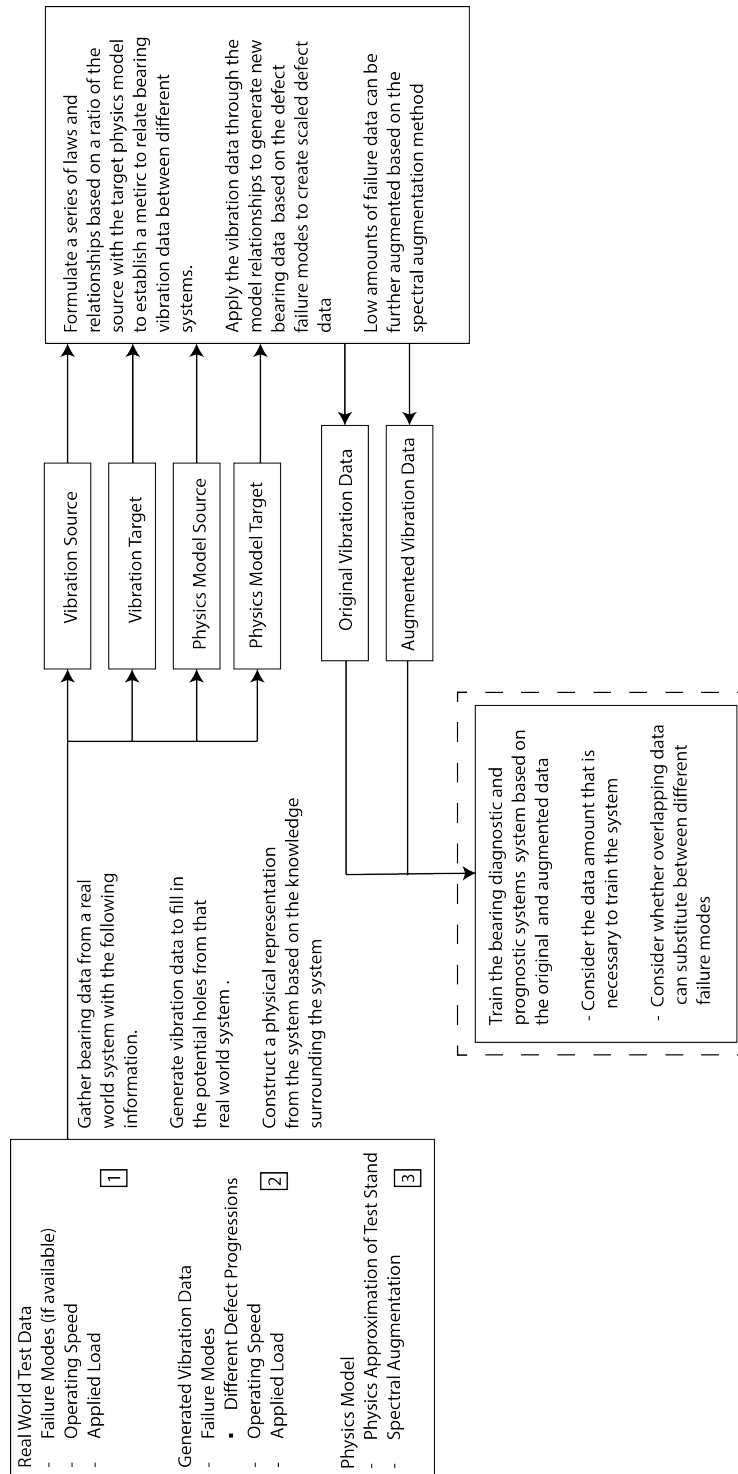 Real World Test Data
- Failure Modes (if available)
- Operating Speed
- Applied Load
1
Generated Vibration Data
- Failure Modes
▪ Different Defect Progressions
- Operating Speed
- Applied Load
2
Physics Model
- Physics Approximation of Test Stand
- Spectral Augmentation
3
Gather bearing data from a real
world system with the following
information.
Generate vibration data to fill in
the potential holes from that
real world system .
Construct a physical representation
from the system based on the knowledge
surrounding the system
Vibration Source
Vibration Target
Physics Model Source
Physics Model Target
Formulate a series of laws and
relationships based on a ratio of the
source with the target physics model
to establish a metirc to relate bearing
vibration data between different
systems.
Apply the vibration data through the
model relationships to generate new
bearing data based on the defect
failure modes to create scaled defect
data
Low amounts of failure data can be
further augmented based on the
spectral augmentation method
Original Vibration Data
Augmented Vibration Data
Train the bearing diagnostic and
prognostic systems system based on
the original and augmented data
- Consider the data amount that is
necessary to train the system
- Consider whether overlapping data
can substitute between different
failure modes